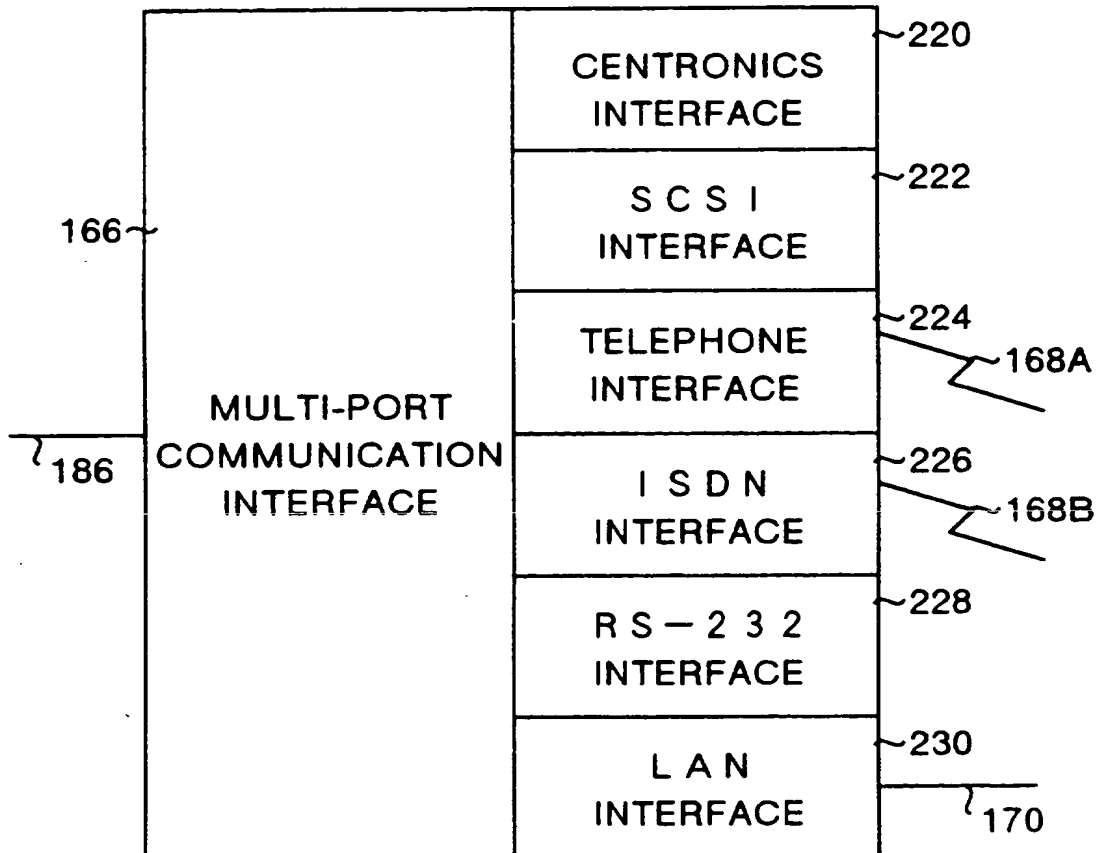 220
CENTRONICS
INTERFACE
222
SCSI
INTERFACE
166
224
TELEPHONE
INTERFACE
168A
MULTI-PORT
COMMUNICATION
INTERFACE
186
226
ISDN
INTERFACE
168B
228
RS-232
INTERFACE
230
LAN
INTERFACE
170